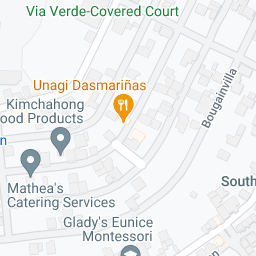 Via Verde-Covered Court
Unagi Dasmariñas
Kimchahong
ood Products
Bougainvilla
n
Mathea's
Catering Services
South
Glady's Eunice
Montessori